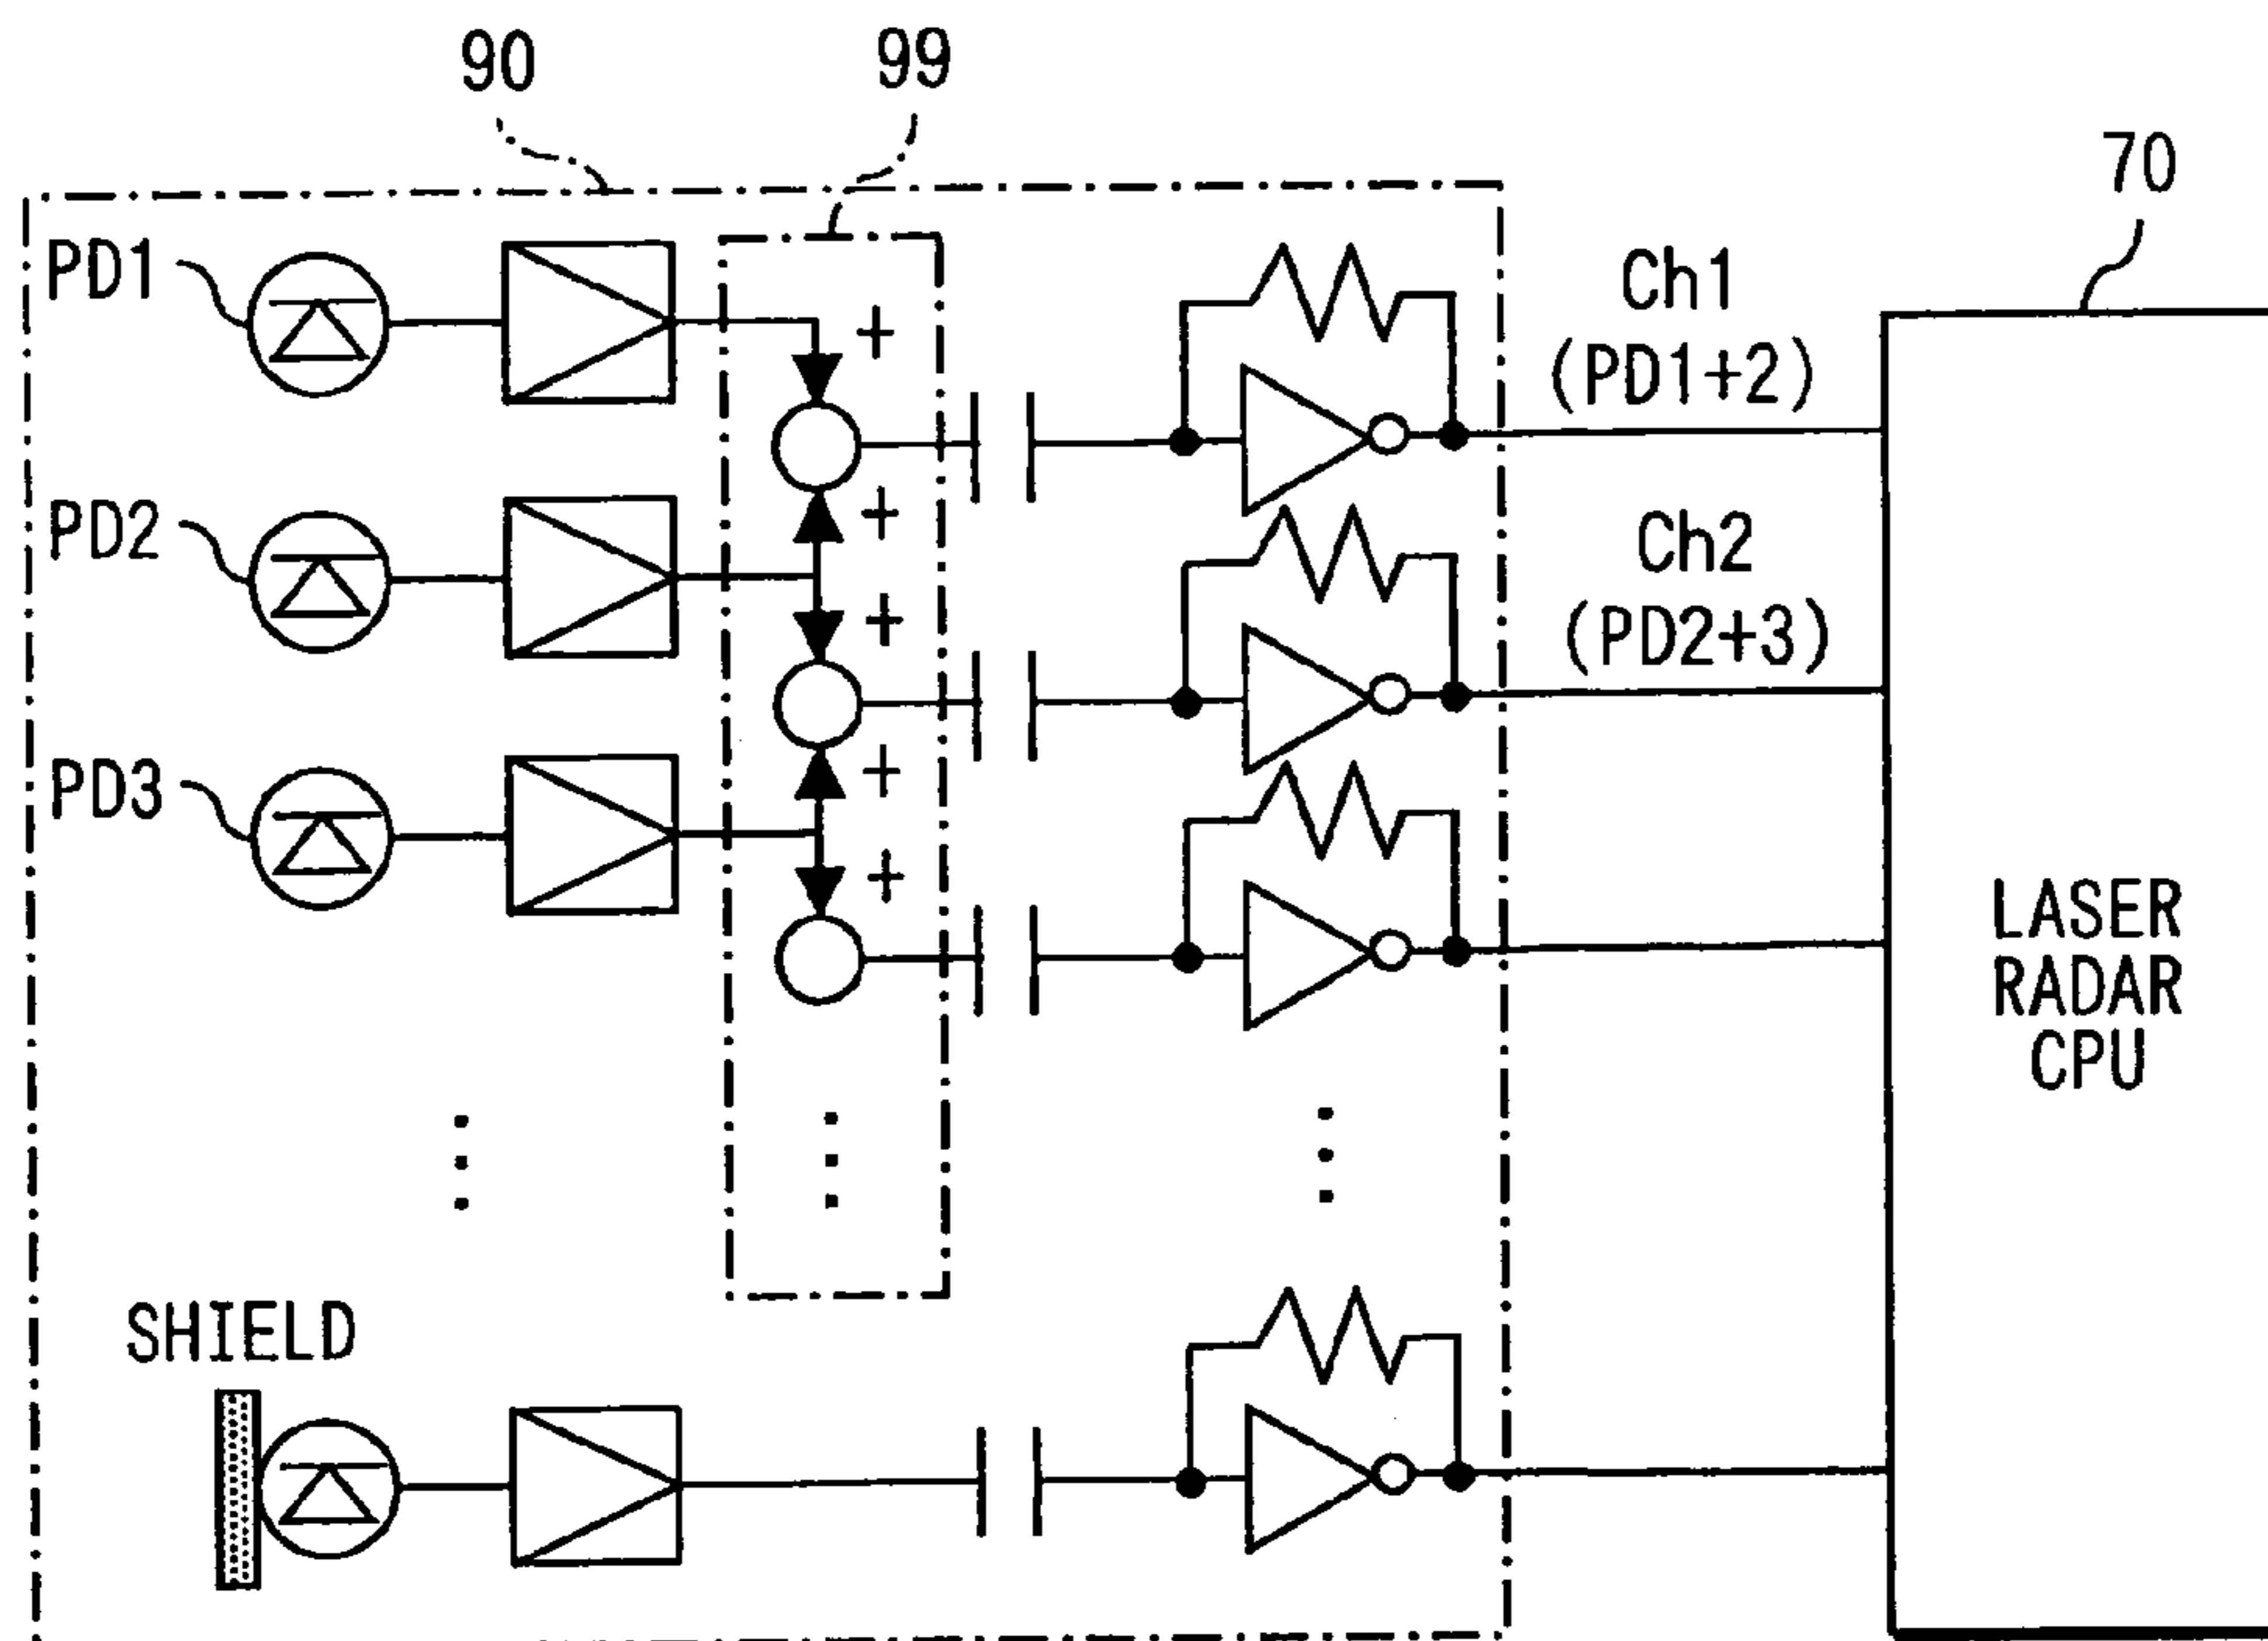 90
99
70
PD1
+
Ch1
(PD1+2)
+
PD2
Ch2
+
(PD2+3)
PD3
+
+
LASER
RADAR
CPU
SHIELD